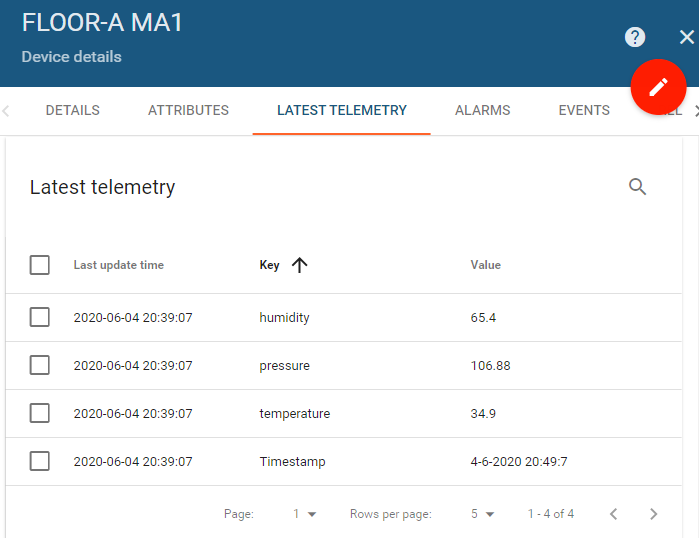 FLOOR-A MA1
Device details
DETAILS ATTRIBUTES LATEST TELEMETRY ALARMS EVENTS
Latest telemetry
Last update time Key Value
2020-06-04 20:39:07 humidity 65.4
2020-06-04 20:39:07 pressure 106.88
2020-06-04 20:39:07 temperature 34.9
2020-06-04 20:39:07 Timestamp 4-6-2020 20:49:7
Page: 1 Rows per page: 5 1 - 4 of 4